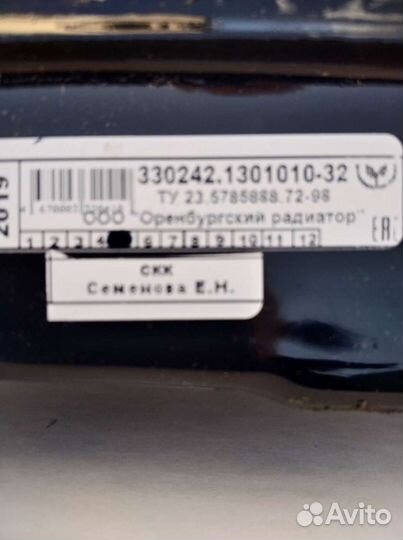 2019
330242.1301010-32
ТУ 23.5785888.72-98
ООО "Оренбургский радиатор"
EAC
1 2 3 4 6 7 8 9 10 11 12
СКК
Семенова Е.Н.
Avito